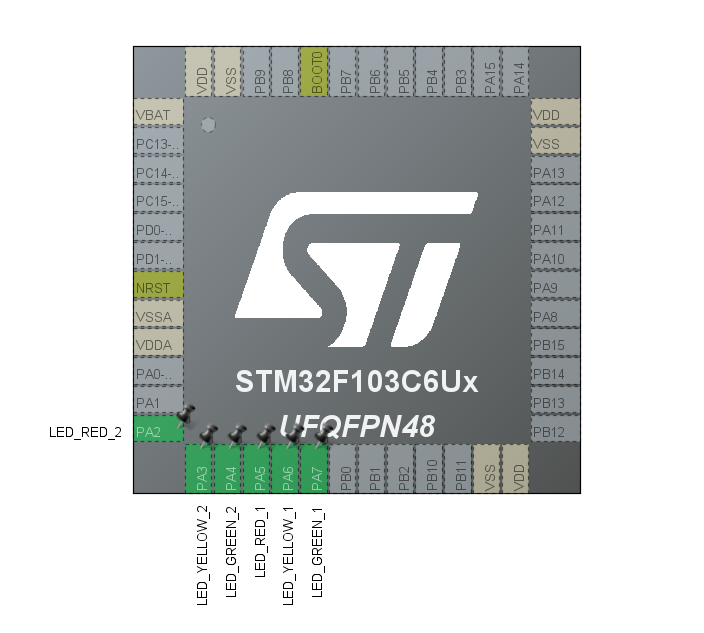 VDD
VSS
PB9
PB8
BOOT0
PB7
PB6
PB5
PB4
PB3
PA15
PA14
VBAT
PC13-..
PC14-..
PC15-..
PD0-..
PD1-..
NRST
VSSA
VDDA
PA0-..
PA1
LED_RED_2 PA2
VDD
VSS
PA13
PA12
PA11
PA10
PA9
PA8
PB15
PB14
PB13
PB12
ST
STM32F103C6Ux
UFQFPN48
PA3
PA4
PA5
PA6
PA7
PB0
PB1
PB2
PB10
PB11
VSS
VDD
LED_YELLOW_2
LED_GREEN_2
LED_RED_1
LED_YELLOW_1
LED_GREEN_1